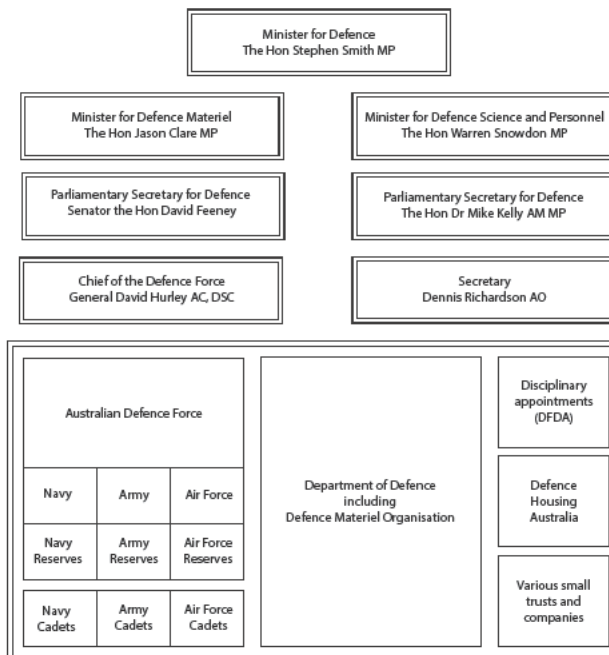 Minister for Defence
The Hon Stephen Smith MP
Minister for Defence Materiel
The Hon Jason Clare MP
Minister for Defence Science and Personnel
The Hon Warren Snowdon MP
Parliamentary Secretary for Defence
Senator the Hon David Feeney
Parliamentary Secretary for Defence
The Hon Dr Mike Kelly AM MP
Chief of the Defence Force
General David Hurley AC, DSC
Secretary
Dennis Richardson AO
Australian Defence Force
Navy
Army
Air Force
Navy
Reserves
Army
Reserves
Air Force
Reserves
Navy
Cadets
Army
Cadets
Air Force
Cadets
Department of Defence
including
Defence Materiel Organisation
Disciplinary
appointments
(DFDA)
Defence
Housing
Australia
Various small
trusts and
companies